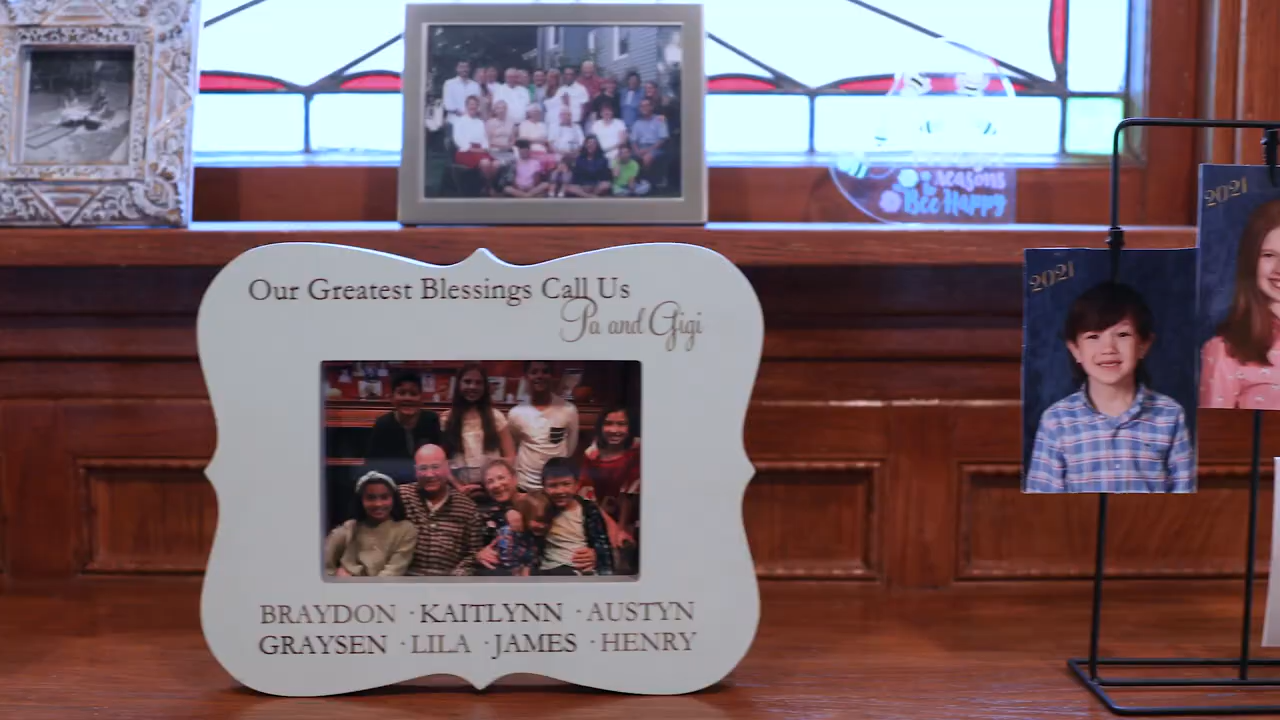 Seasons
Bee Happy
Our Greatest Blessings Call Us
Pa and Gigi
BRAYDON · KAITLYNN · AUSTYN
GRAYSEN · LILA · JAMES · HENRY
2021
2021